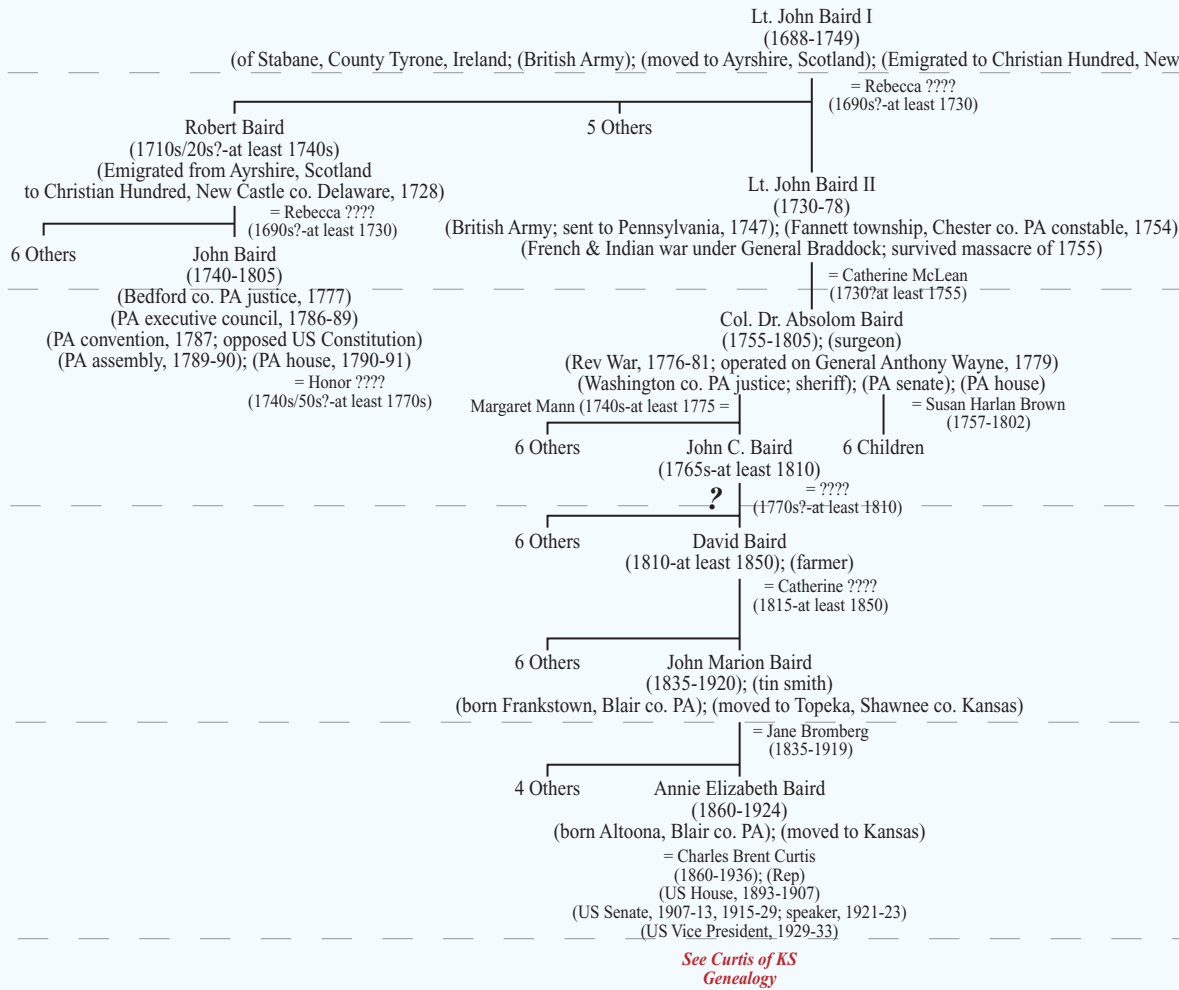 Lt. John Baird I
(1688-1749)
(of Stabane, County Tyrone, Ireland; (British Army); (moved to Ayrshire, Scotland); (Emigrated to Christian Hundred, New
= Rebecca ????
(1690s?-at least 1730)
Robert Baird
(1710s/20s?-at least 1740s)
(Emigrated from Ayrshire, Scotland
to Christian Hundred, New Castle co. Delaware, 1728)
5 Others
Lt. John Baird II
(1730-78)
(British Army; sent to Pennsylvania, 1747); (Fannett township, Chester co. PA constable, 1754)
(French & Indian war under General Braddock; survived massacre of 1755)
= Rebecca ????
(1690s?-at least 1730)
6 Others
John Baird
(1740-1805)
(Bedford co. PA justice, 1777)
(PA executive council, 1786-89)
(PA convention, 1787; opposed US Constitution)
(PA assembly, 1789-90); (PA house, 1790-91)
= Honor ????
(1740s/50s?-at least 1770s)
= Catherine McLean
(1730?at least 1755)
Col. Dr. Absolom Baird
(1755-1805); (surgeon)
(Rev War, 1776-81; operated on General Anthony Wayne, 1779)
(Washington co. PA justice; sheriff); (PA senate); (PA house)
Margaret Mann (1740s-at least 1775 =
= Susan Harlan Brown
(1757-1802)
6 Others
John C. Baird
(1765s-at least 1810)
6 Children
?
= ????
(1770s?-at least 1810)
6 Others
David Baird
(1810-at least 1850); (farmer)
= Catherine ????
(1815-at least 1850)
6 Others
John Marion Baird
(1835-1920); (tin smith)
(born Frankstown, Blair co. PA); (moved to Topeka, Shawnee co. Kansas)
= Jane Bromberg
(1835-1919)
4 Others
Annie Elizabeth Baird
(1860-1924)
(born Altoona, Blair co. PA); (moved to Kansas)
= Charles Brent Curtis
(1860-1936); (Rep)
(US House, 1893-1907)
(US Senate, 1907-13, 1915-29; speaker, 1921-23)
(US Vice President, 1929-33)
See Curtis of KS
Genealogy